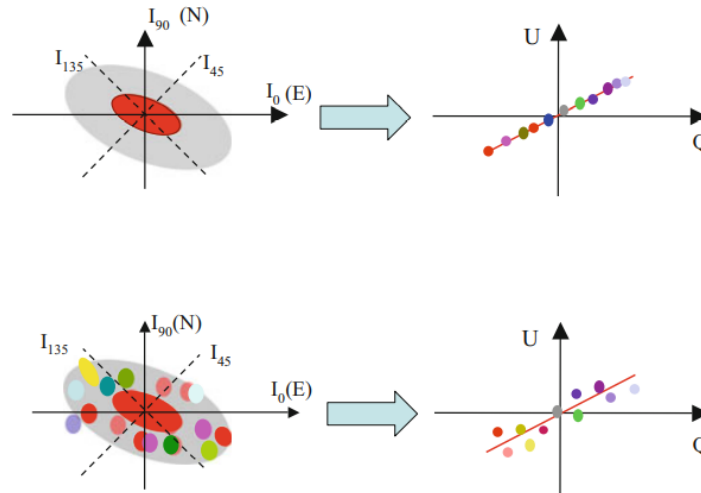 I₉₀ (N)
I₁₃₅
I₄₅
I₀ (E)
U
Q
I₉₀(N)
I₁₃₅
I₄₅
I₀(E)
U
Q